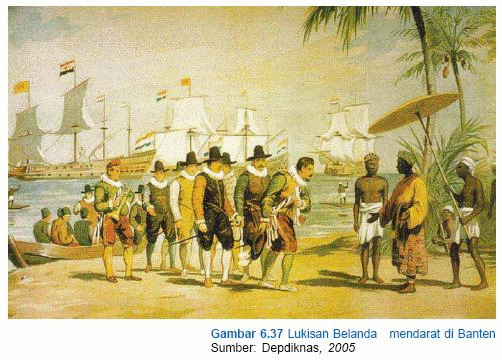 Gambar 6.37 Lukisan Belanda mendarat di Banten
Sumber: Depdiknas, 2005